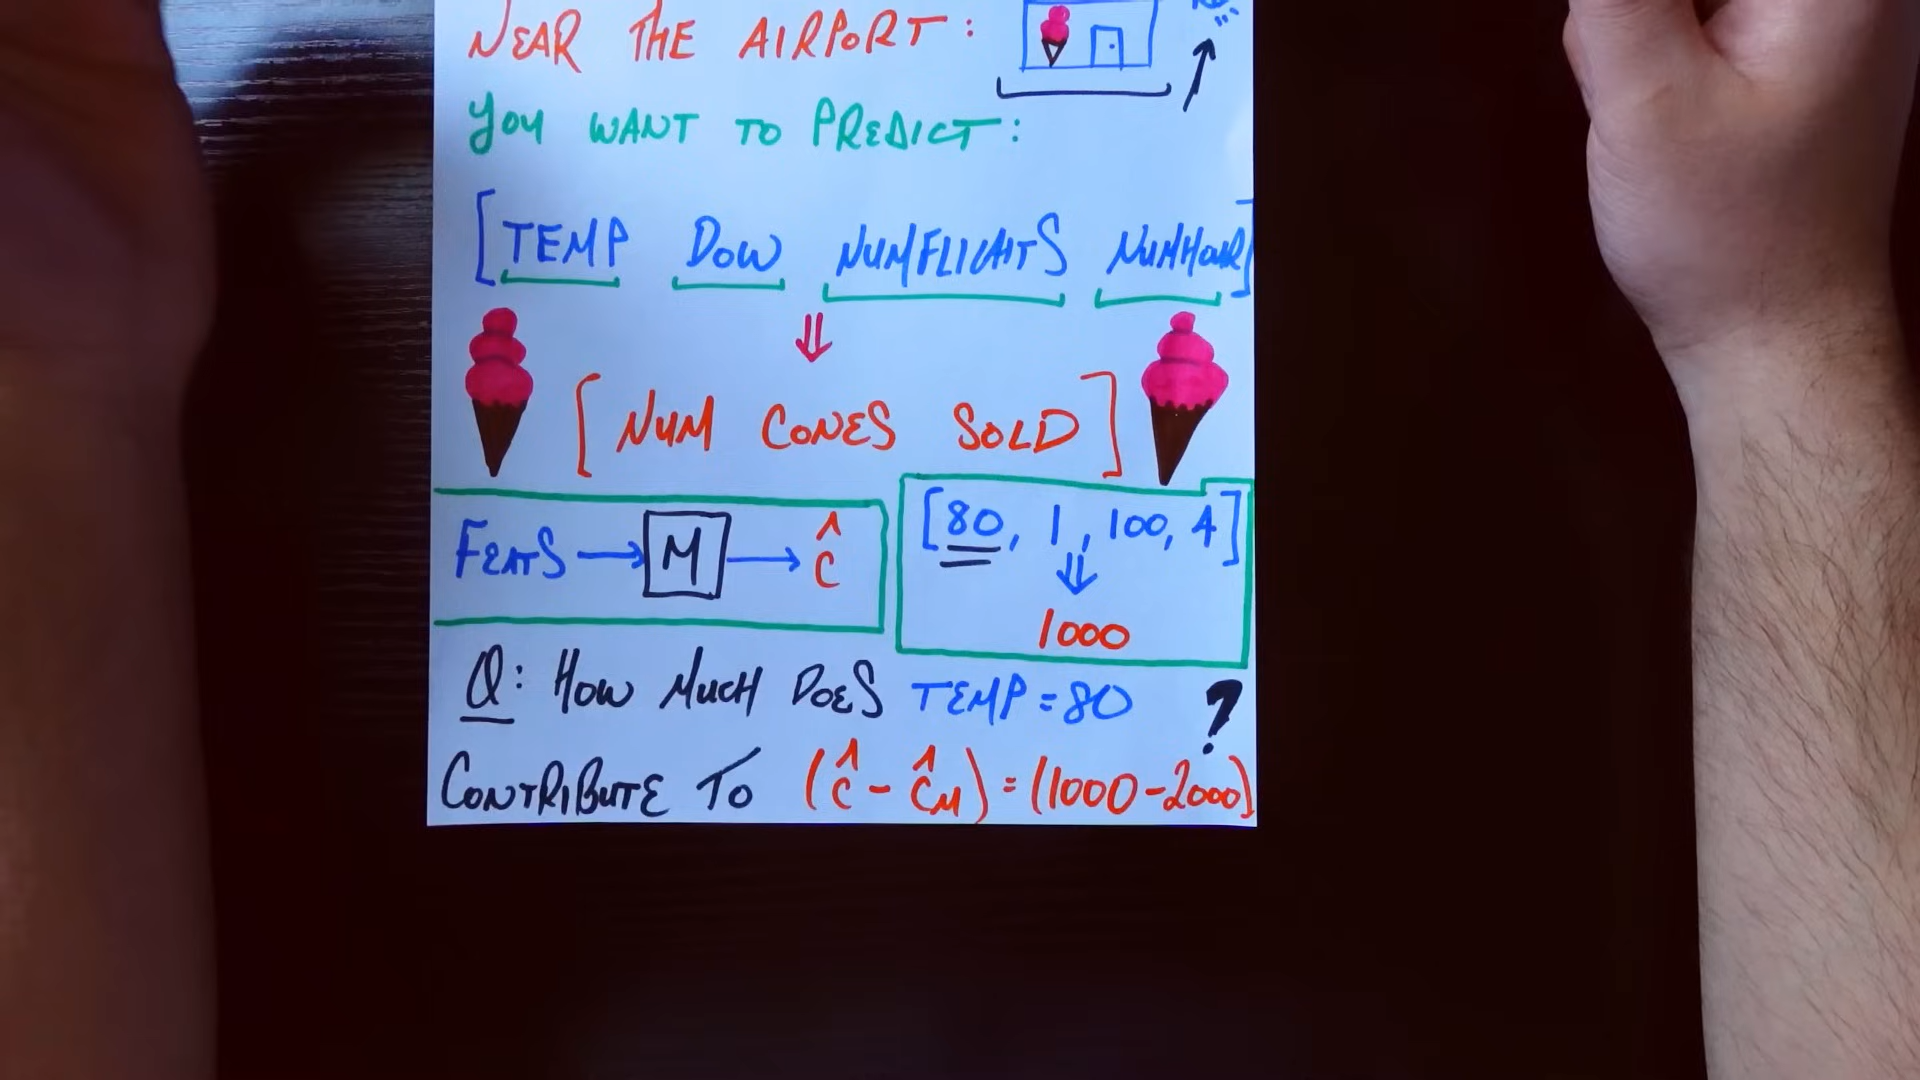 NEAR THE AIRPORT:
YOU WANT TO PREDICT:
[TEMP DOW NUMFLIGHTS NUMHOUR]
[NUM CONES SOLD]
FEATS → M → ĉ
[80, 1, 100, 4]
⇓
1000
Q: HOW MUCH DOES TEMP = 80 ?
CONTRIBUTE TO (ĉ - ĉM) = (1000-2000)